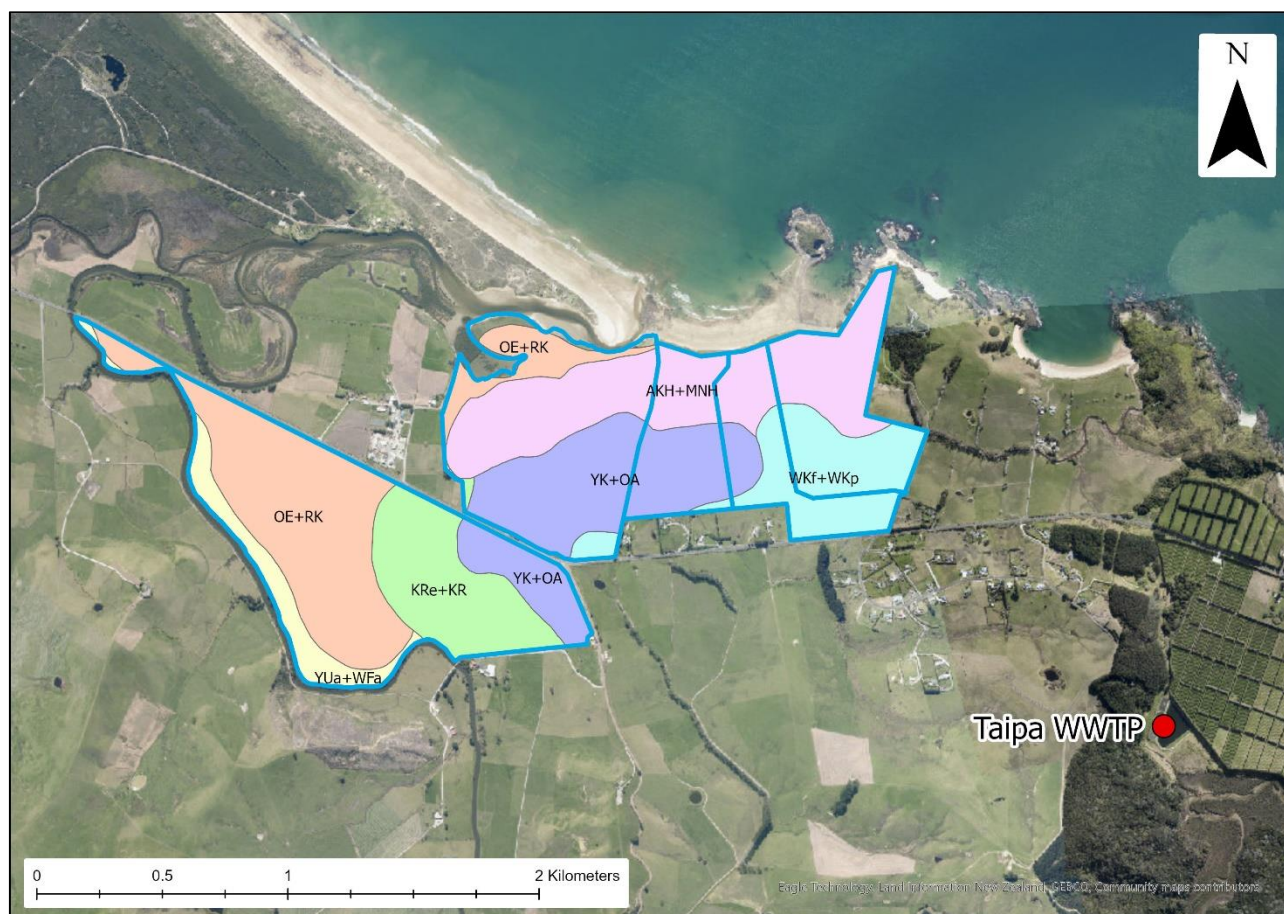 N
OE+RK
AKH+MNH
YK+OA
WKf+WKp
OE+RK
YK+OA
KRe+KR
YUa+WFa
Taipa WWTP
0 0.5 1 2 Kilometers
Eagle Technology, Land Information New Zealand, GEBCO, Community maps contributors